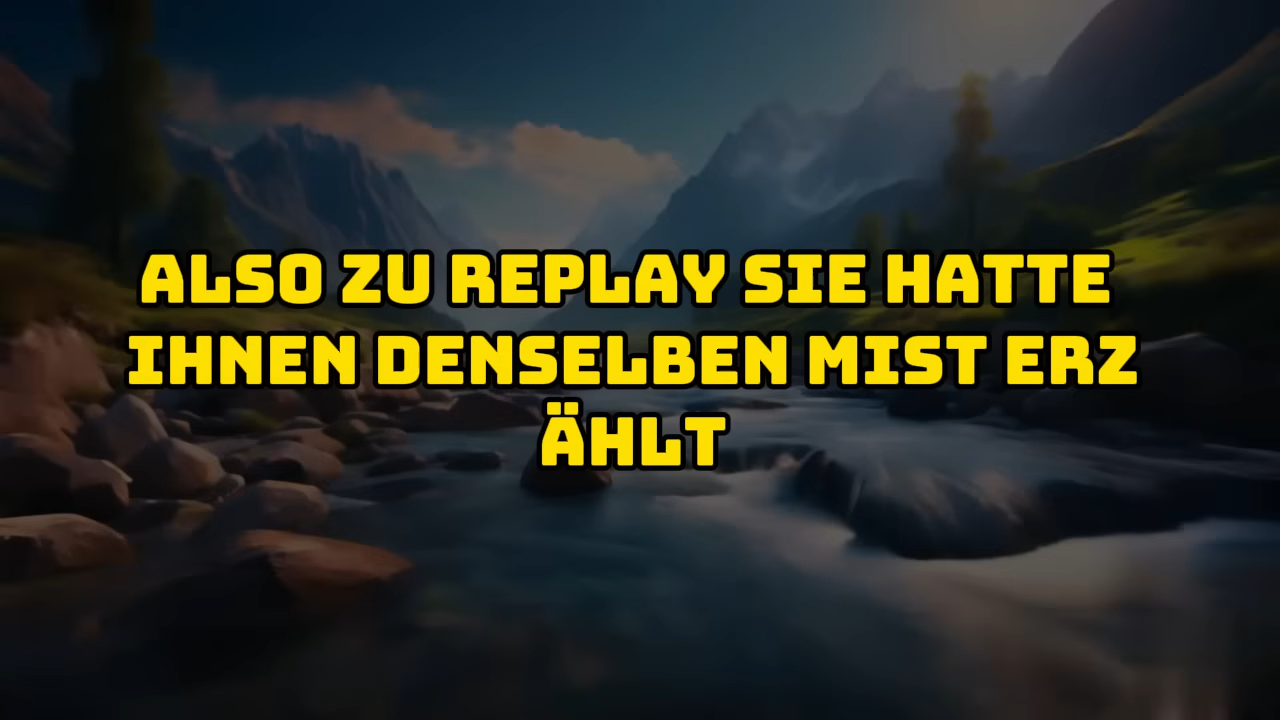 ALSO ZU REPLAY SIE HATTE
IHNEN DENSELBEN MIST ERZ
ÄHLT